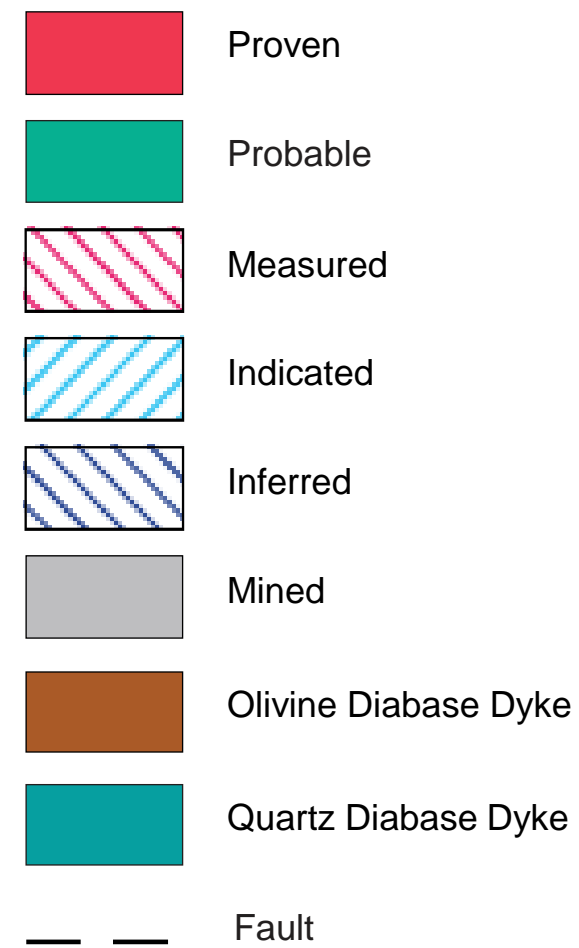 Proven
Probable
Measured
Indicated
Inferred
Mined
Olivine Diabase Dyke
Quartz Diabase Dyke
Fault